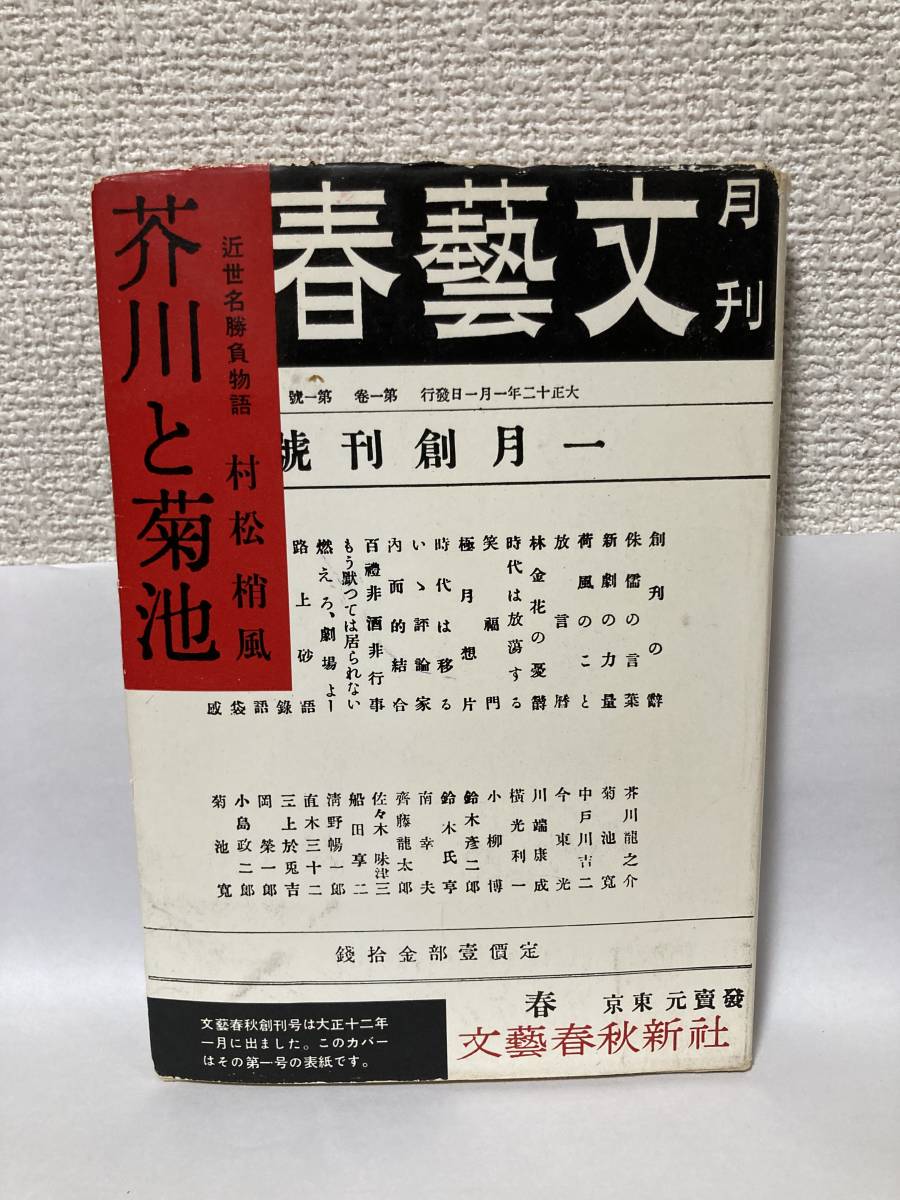 芥川と菊池
近世名勝負物語
村松梢風
月刊
文藝春
大正十二年一月一日發行 第一卷 第一號
一月創刊號
創刊の辭
侏儒の言葉
新劇の力量
荷風のこと
放言暦
林金花の憂欝
時代は放蕩する
笑福門
極月想片
時代は移る
いゝ評論家
内面的結合
百禮非酒非行事
もう默つては居られない
燃えろ、劇場よー
路上砂語
錄
語
袋
芥川龍之介
菊池寛
中戸川吉二
今東光
川端康成
横光利一
小柳博
鈴木彥二郎
鈴木氏亨
南幸夫
齊藤龍太郎
佐々木味津三
船田享二
淸野暢一郎
直木三十二
三上於兎吉
岡榮一郎
小島政二郎
菊池寛
定價壹部金拾錢
發賣元東京 春
文藝春秋新社
文藝春秋創刊号は大正十二年
一月に出ました。このカバー
はその第一号の表紙です。